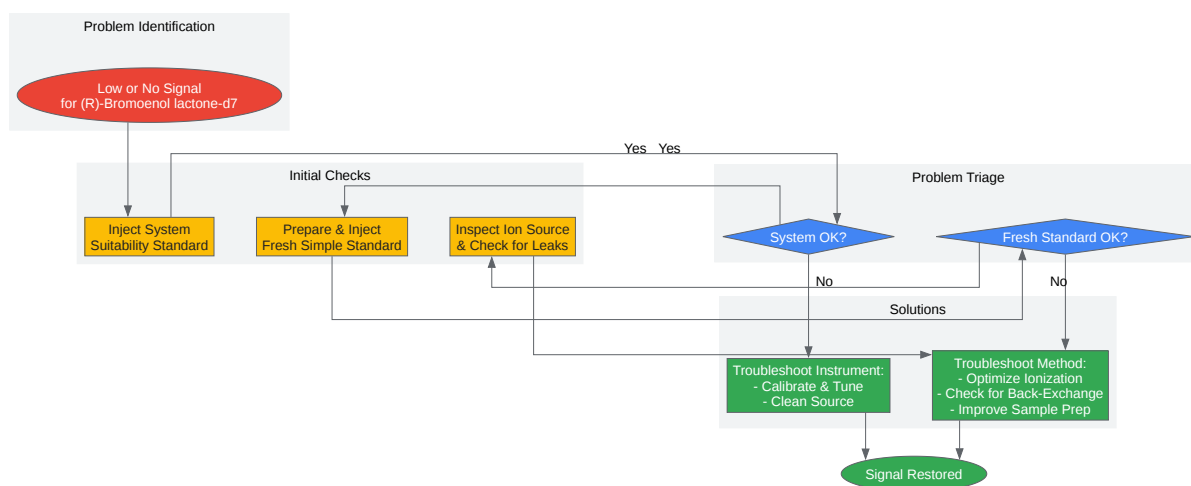 Problem Identification
Low or No Signal
for (R)-Bromoenol lactone-d7
Yes Yes
Initial Checks
Problem Triage
Inject System
Suitability Standard
Prepare & Inject
Fresh Simple Standard
Inspect Ion Source
& Check for Leaks
System OK?
Fresh Standard OK?
No
No
Solutions
Troubleshoot Instrument:
- Calibrate & Tune
- Clean Source
Troubleshoot Method:
- Optimize Ionization
- Check for Back-Exchange
- Improve Sample Prep
Signal Restored